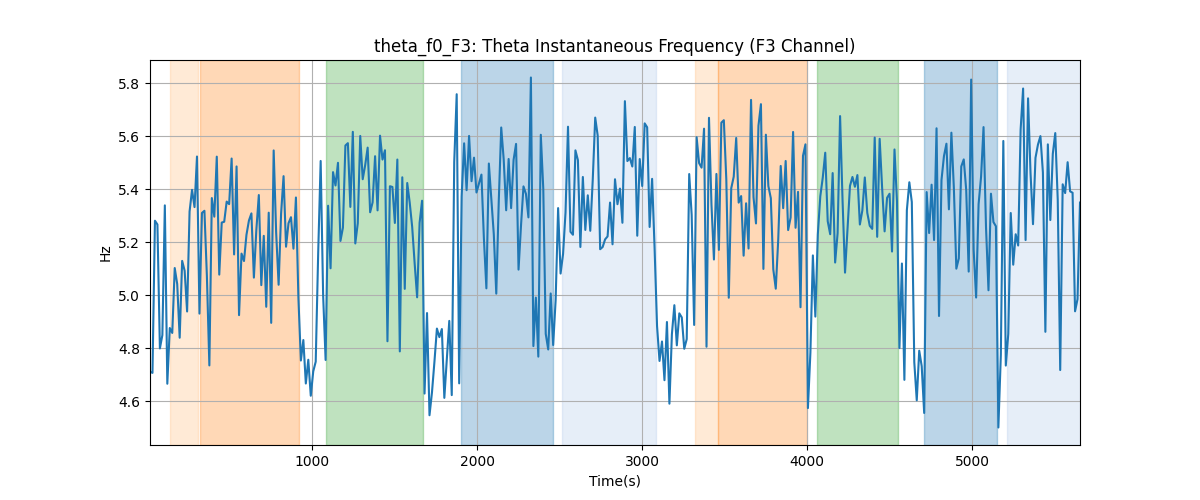 theta_f0_F3: Theta Instantaneous Frequency (F3 Channel)
5.8
5.6
5.4
5.2
5.0
4.8
4.6
Hz
1000 2000 3000 4000 5000
Time(s)